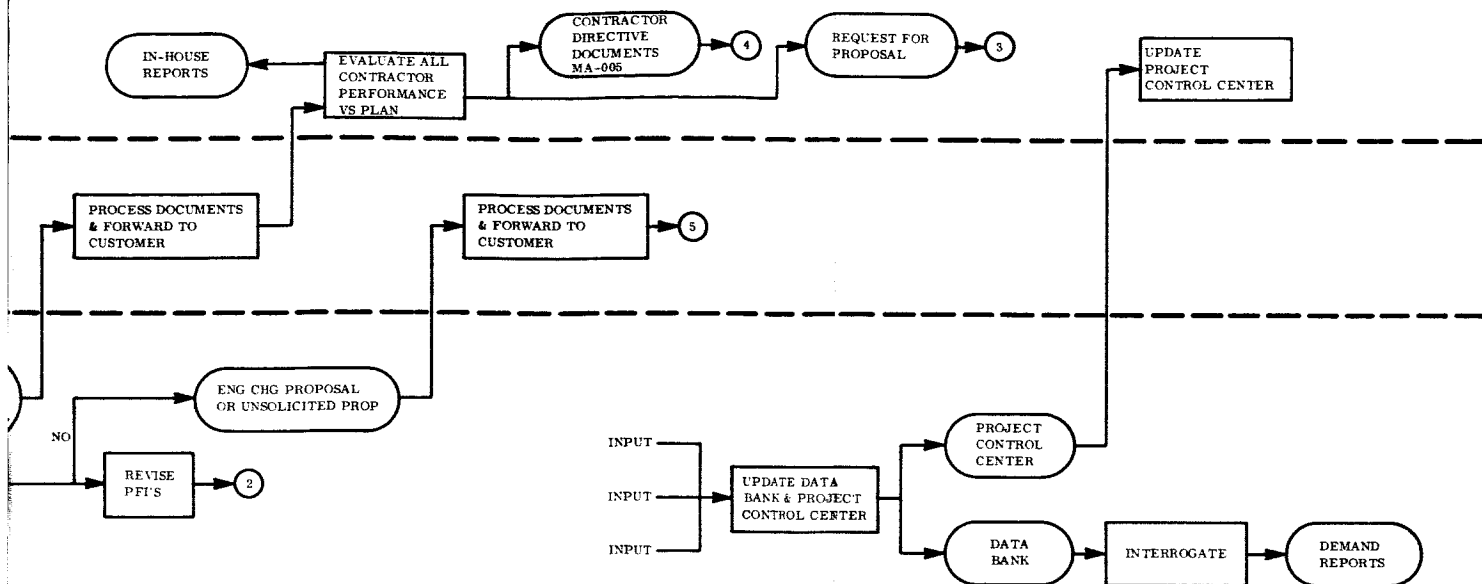 IN-HOUSE
REPORTS
EVALUATE ALL
CONTRACTOR
PERFORMANCE
VS PLAN
CONTRACTOR
DIRECTIVE
DOCUMENTS
MA-005
4
REQUEST FOR
PROPOSAL
3
UPDATE
PROJECT
CONTROL CENTER
PROCESS DOCUMENTS
& FORWARD TO
CUSTOMER
PROCESS DOCUMENTS
& FORWARD TO
CUSTOMER
5
ENG CHG PROPOSAL
OR UNSOLICITED PROP
NO
REVISE
PFI'S
2
INPUT
INPUT
INPUT
UPDATE DATA
BANK & PROJECT
CONTROL CENTER
PROJECT
CONTROL
CENTER
DATA
BANK
INTERROGATE
DEMAND
REPORTS